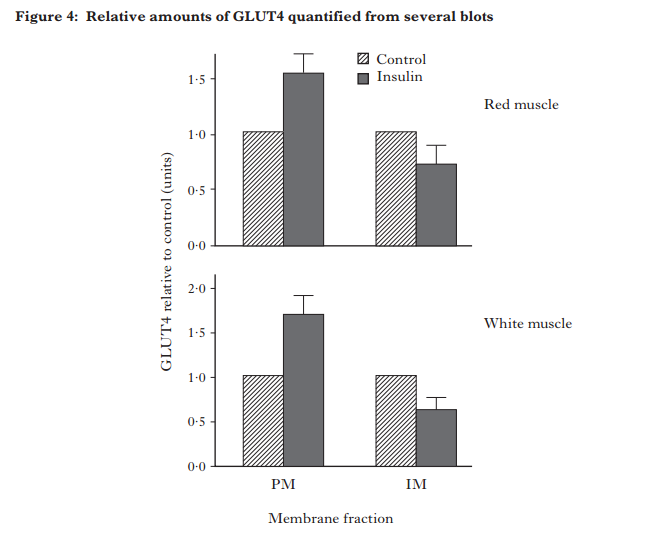 Figure 4: Relative amounts of GLUT4 quantified from several blots
Control
Insulin
Red muscle
1·5
1·0
0·5
0·0
GLUT4 relative to control (units)
White muscle
2·0
1·5
1·0
0·5
0·0
PM IM
Membrane fraction